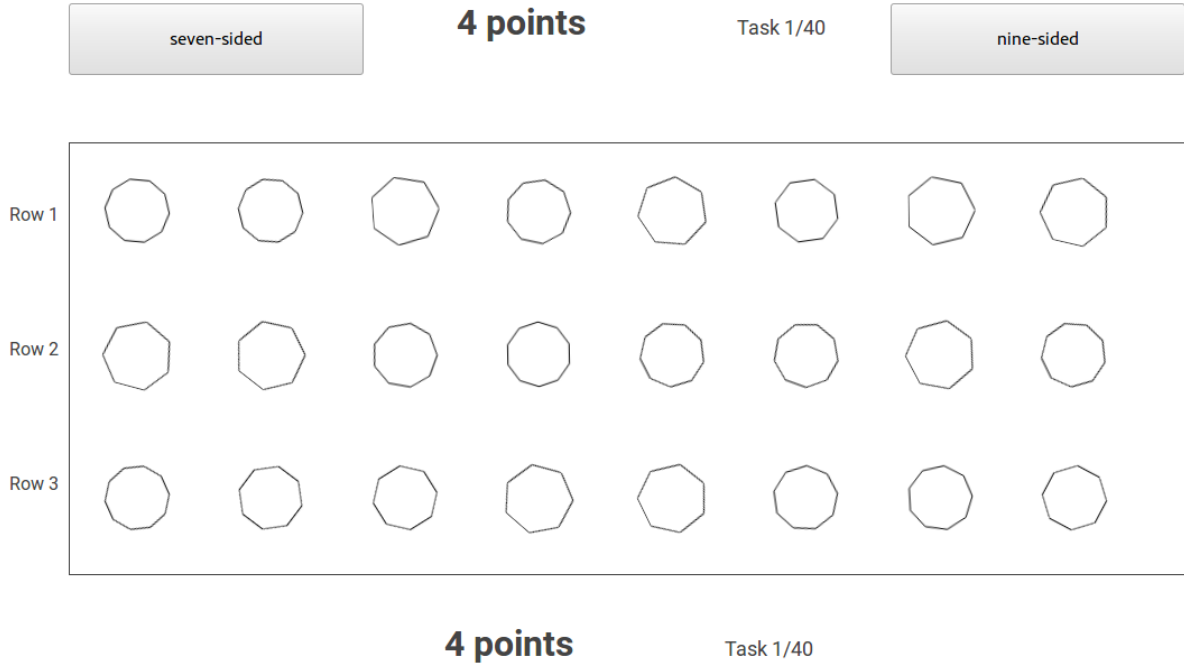 seven-sided 4 points Task 1/40 nine-sided
Row 1
Row 2
Row 3
4 points Task 1/40